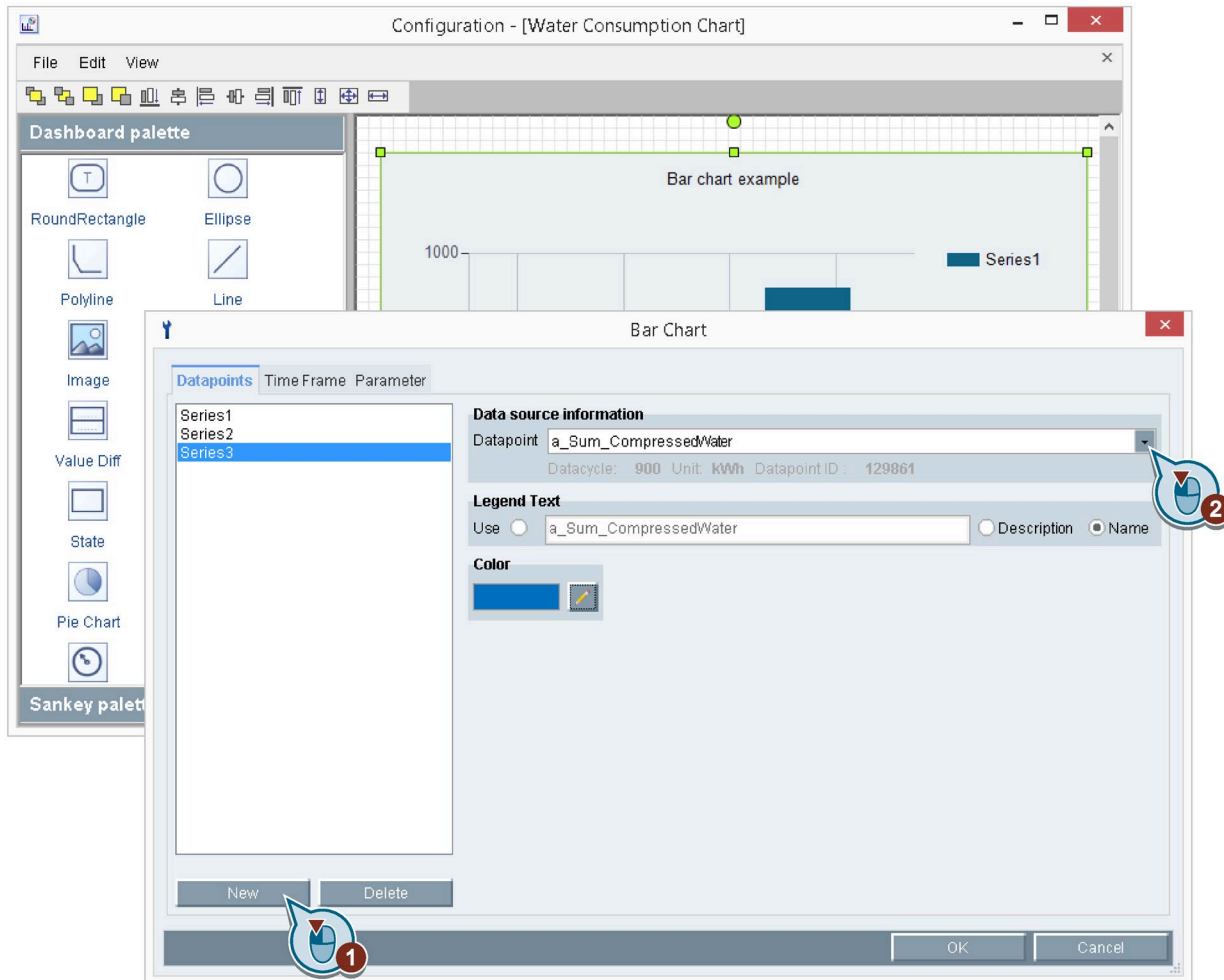 Configuration - [Water Consumption Chart]
File Edit View
Dashboard palette
T
RoundRectangle Ellipse
Polyline Line
Image
Value Diff
State
Pie Chart
Bar chart example
1000
Series1
Bar Chart
Datapoints Time Frame Parameter
Series1
Series2
Series3
Data source information
Datapoint a_Sum_CompressedWater
Datacycle: 900 Unit: kWh Datapoint ID : 129861
Legend Text
Use a_Sum_CompressedWater Description Name
Color
2
New Delete
1
OK Cancel
Sankey palett